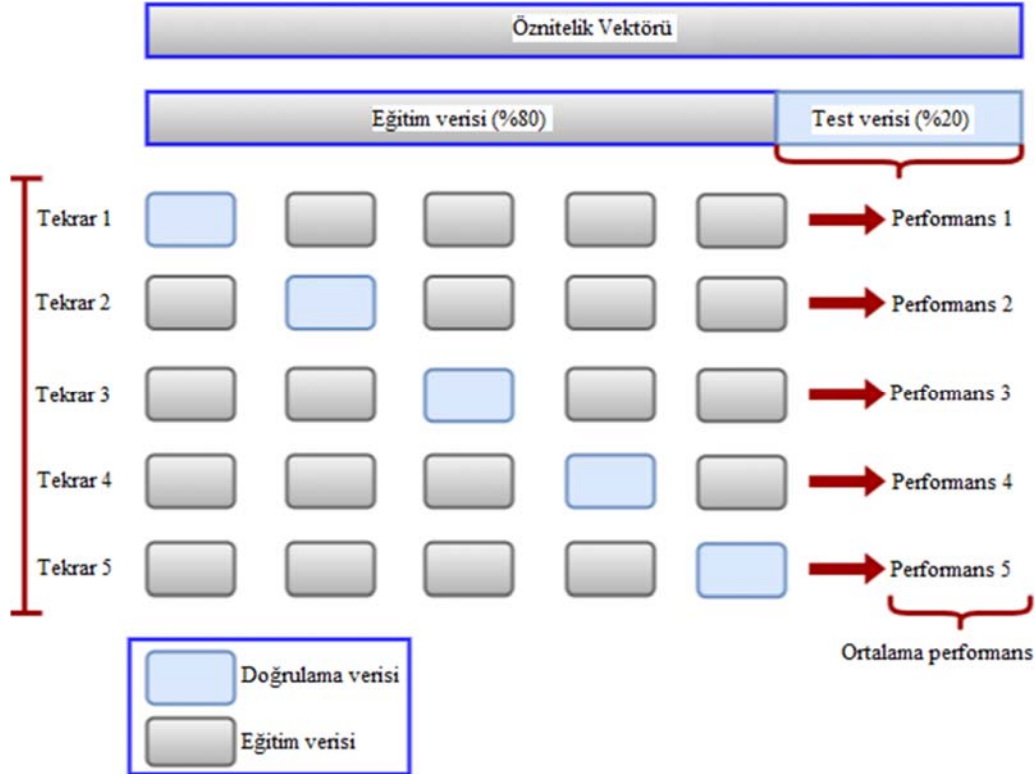 Öznitelik Vektörü
Eğitim verisi (%80)
Test verisi (%20)
Tekrar 1
Performans 1
Tekrar 2
Performans 2
Tekrar 3
Performans 3
Tekrar 4
Performans 4
Tekrar 5
Performans 5
Ortalama performans
Doğrulama verisi
Eğitim verisi